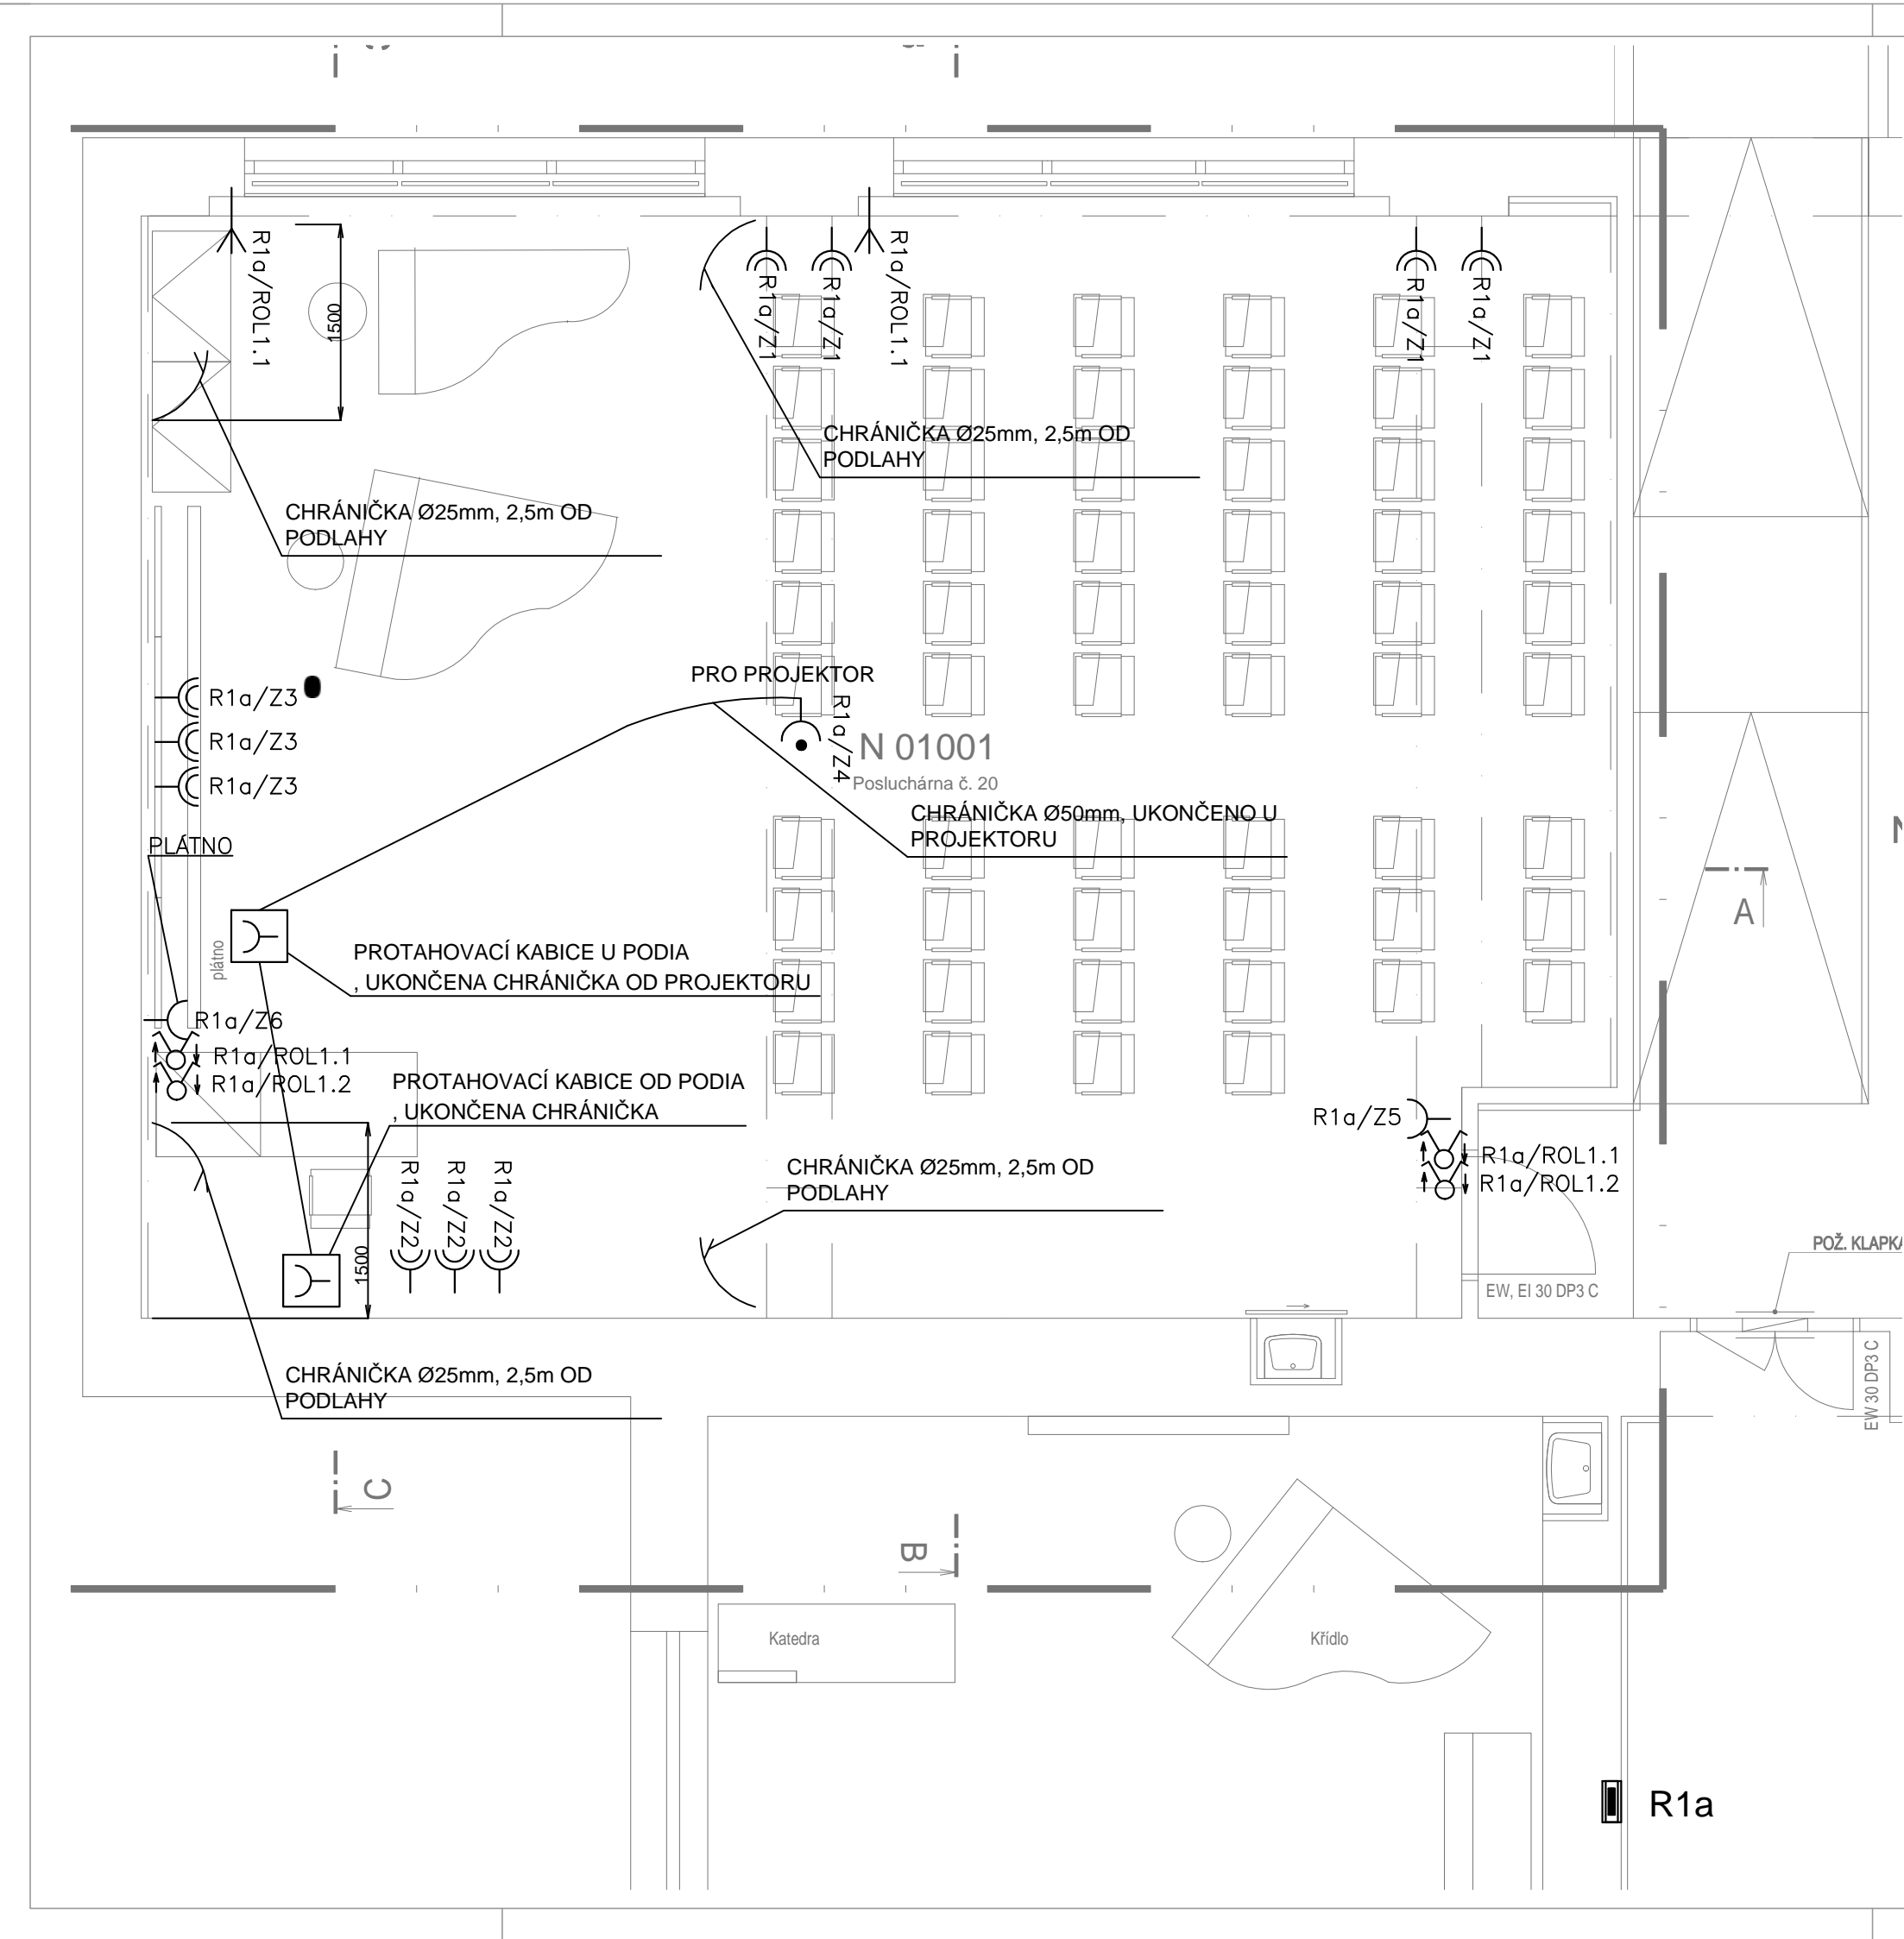 R1a/ROL1.1
1500
R1a/Z1
R1a/Z1
R1a/ROL1.1
R1a/Z1
R1a/Z1
CHRÁNIČKA Ø25mm, 2,5m OD
PODLAHY
CHRÁNIČKA Ø25mm, 2,5m OD
PODLAHY
PRO PROJEKTOR
R1a/Z3
R1a/Z3
R1a/Z3
R1a/Z4
N 01001
Posluchárna č. 20
CHRÁNIČKA Ø50mm, UKONČENO U
PROJEKTORU
PLÁTNO
plátno
PROTAHOVACÍ KABICE U PODIA
, UKONČENA CHRÁNIČKA OD PROJEKTORU
A
R1a/Z6
R1a/ROL1.1
R1a/ROL1.2
PROTAHOVACÍ KABICE OD PODIA
, UKONČENA CHRÁNIČKA
R1a/Z5
R1a/ROL1.1
R1a/ROL1.2
CHRÁNIČKA Ø25mm, 2,5m OD
PODLAHY
R1a/Z2
R1a/Z2
R1a/Z2
1500
POŽ. KLAPKA
EW, EI 30 DP3 C
EW 30 DP3 C
CHRÁNIČKA Ø25mm, 2,5m OD
PODLAHY
C
B
Katedra
Křídlo
R1a